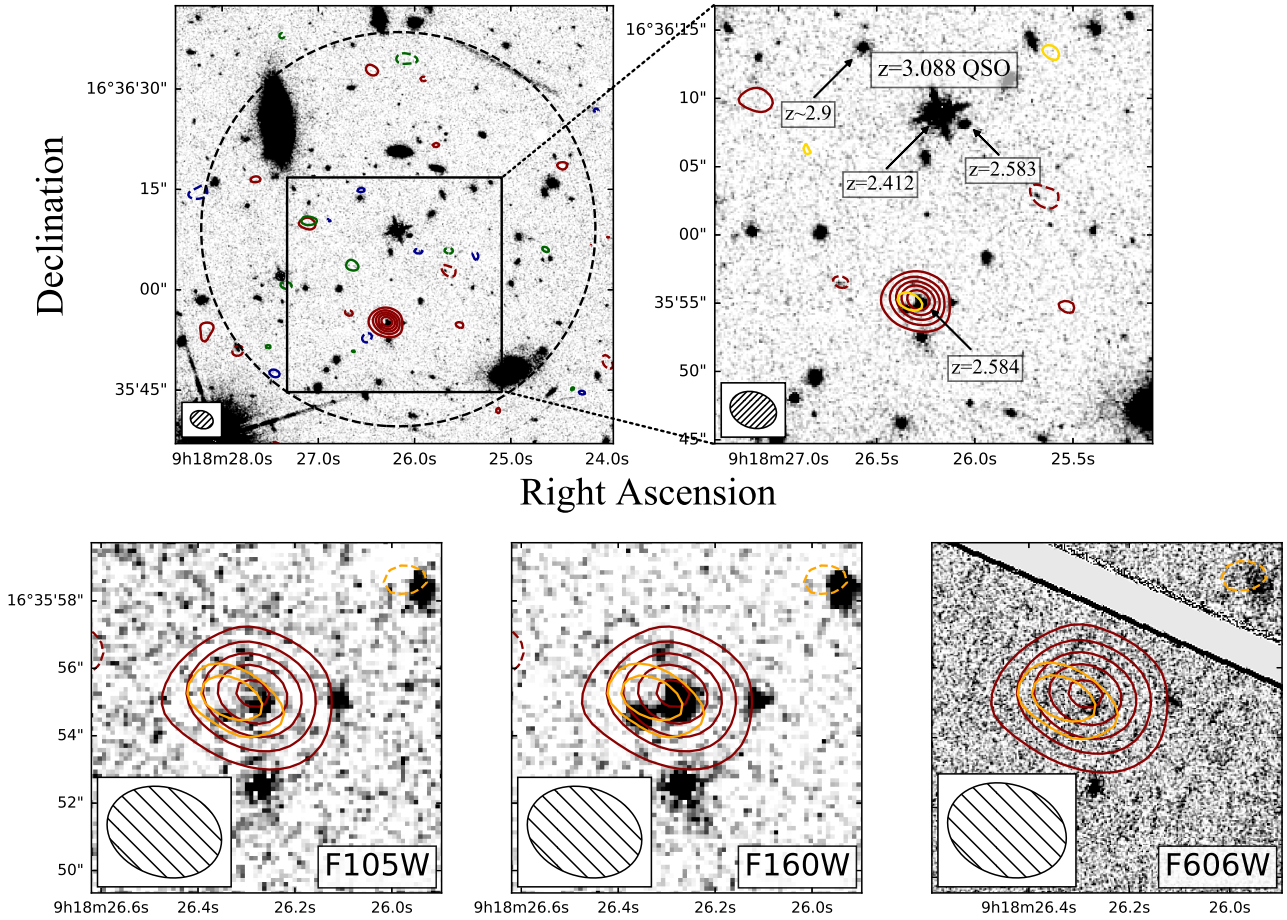 Declination
16°36'30"
15"
00"
35'45"
9h18m28.0s 27.0s 26.0s 25.0s 24.0s
16°36'15"
10"
05"
00"
35'55"
50"
45"
z=3.088 QSO
z~2.9
z=2.412
z=2.583
z=2.584
9h18m27.0s 26.5s 26.0s 25.5s
Right Ascension
16°35'58"
56"
54"
52"
50"
F105W
F160W
F606W
9h18m26.6s 26.4s 26.2s 26.0s
9h18m26.6s 26.4s 26.2s 26.0s
9h18m26.4s 26.2s 26.0s